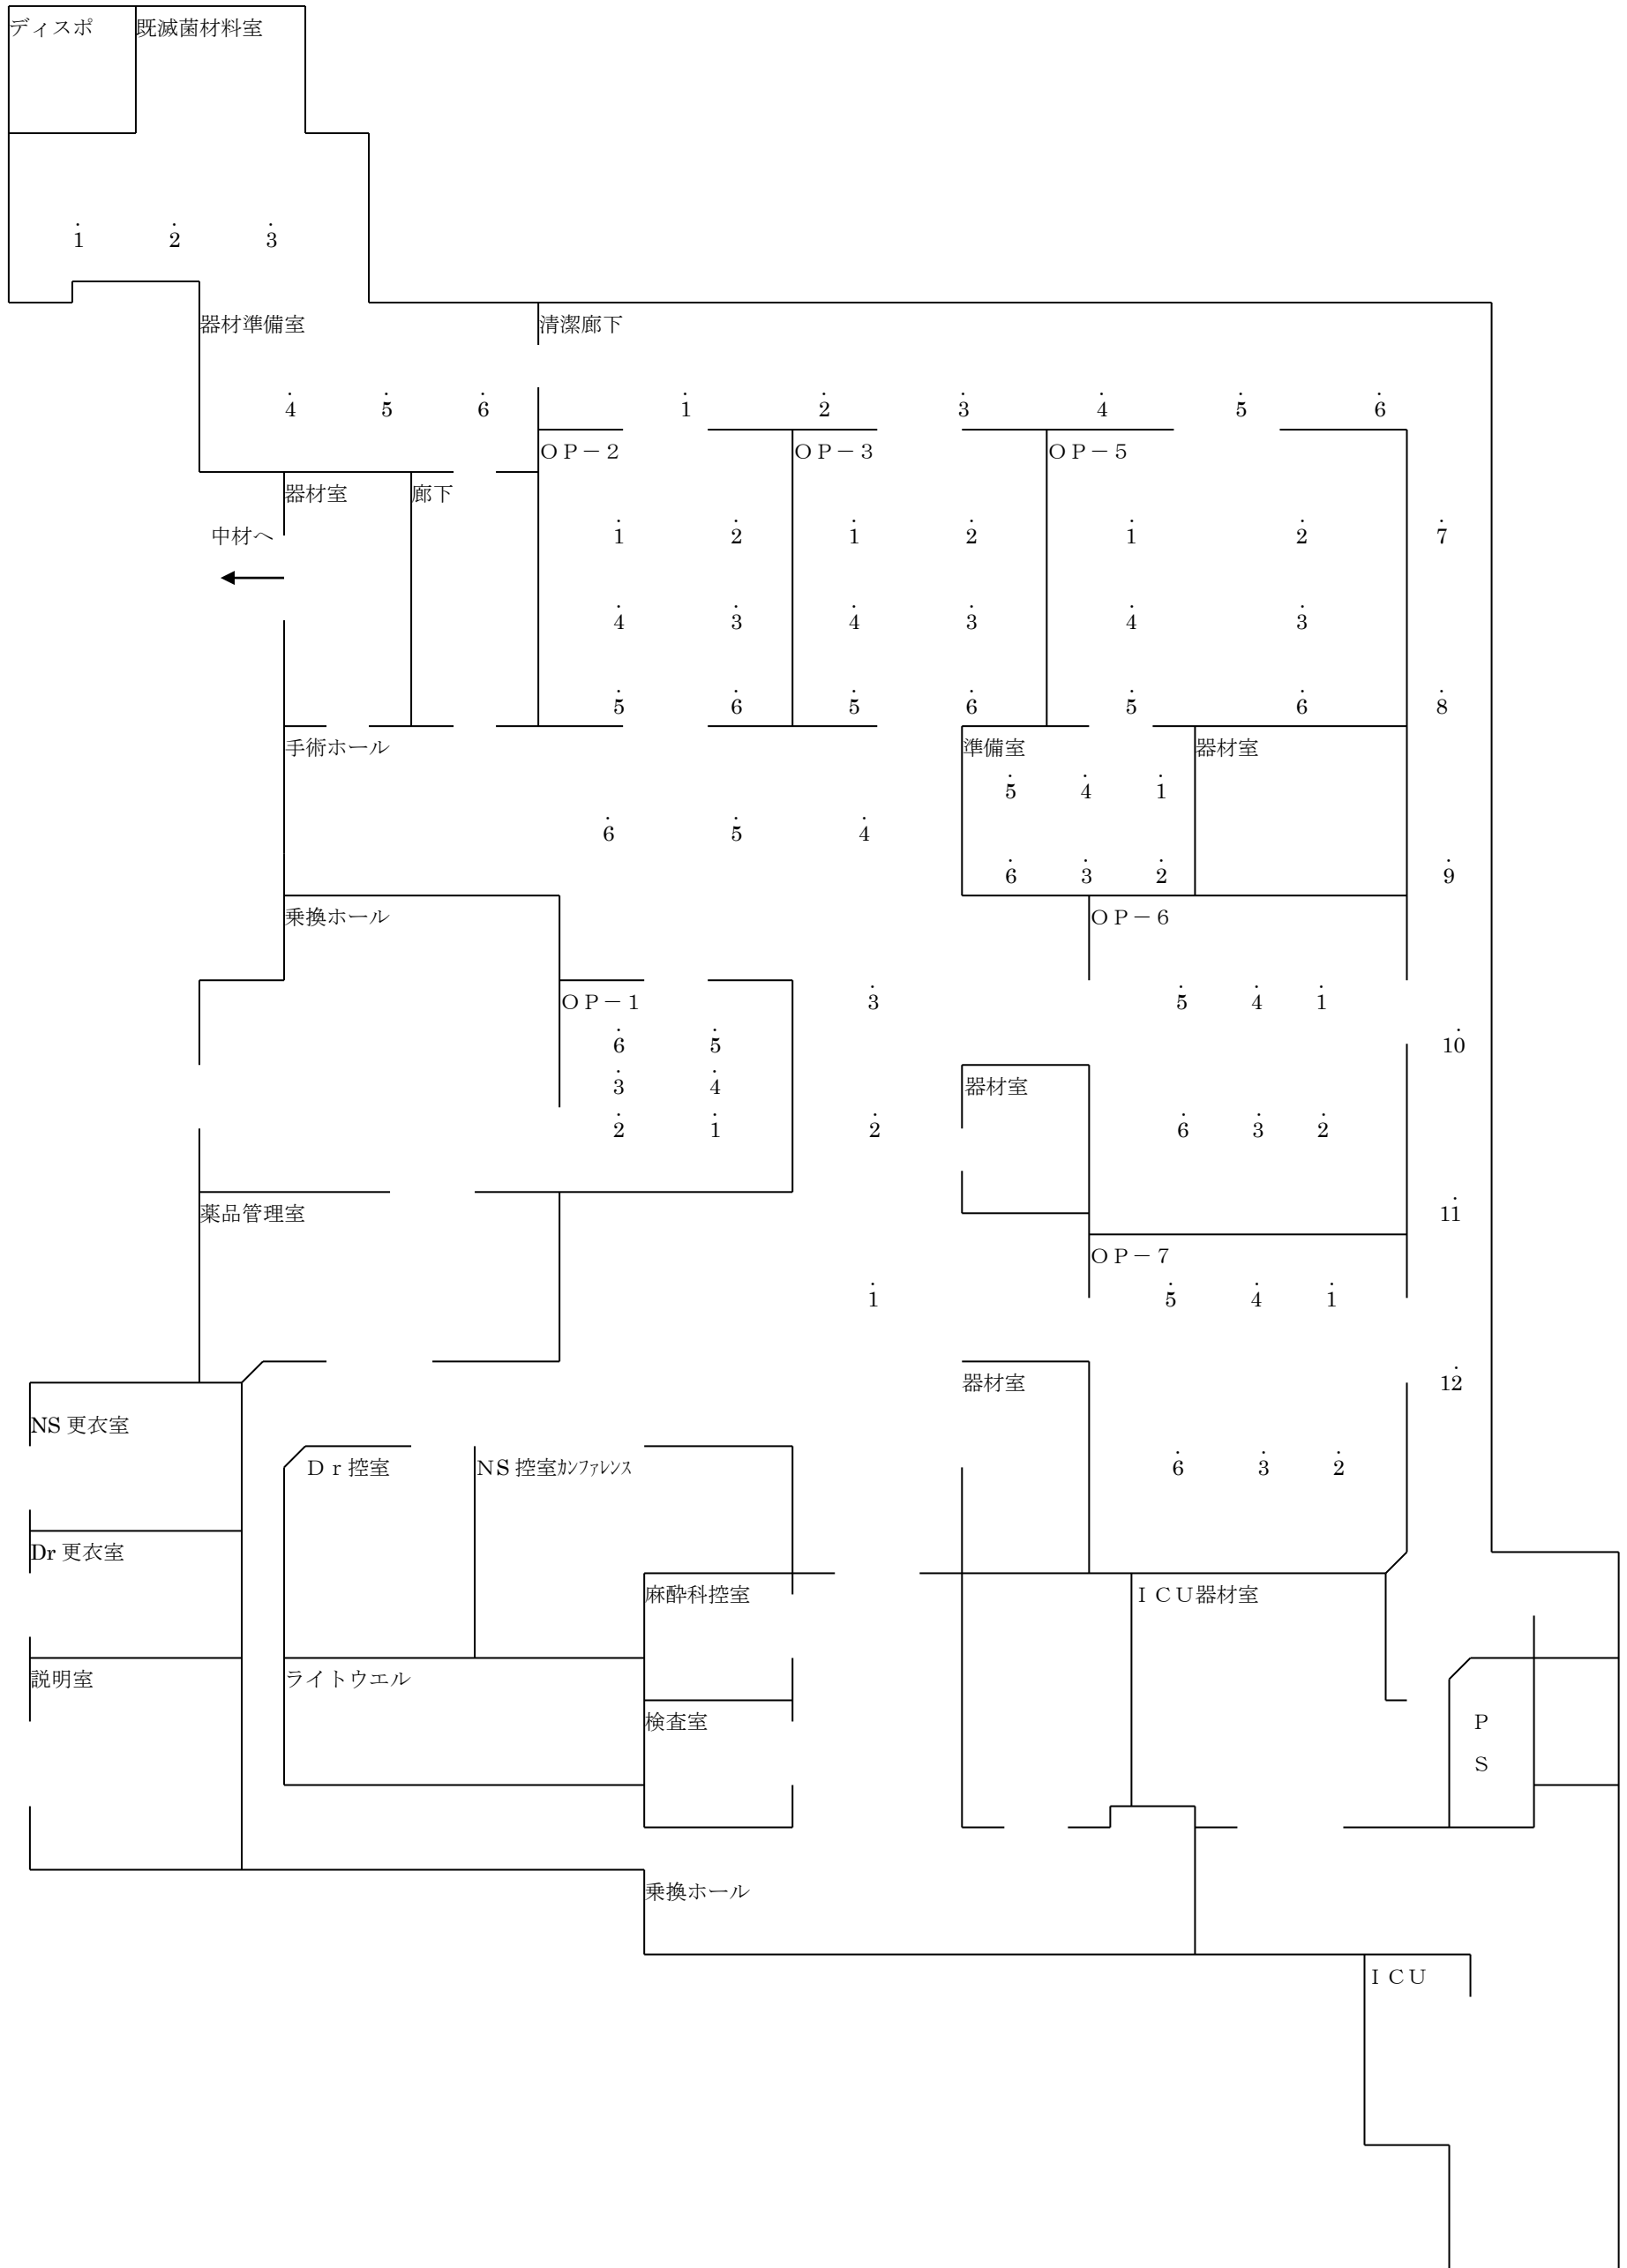 ディスポ 既滅菌材料室
1 2 3
器材準備室 清潔廊下
4 5 6 1 2 3 4 5 6
OP-2 OP-3 OP-5
器材室 廊下
中材へ 1 2 1 2 1 2 7
4 3 4 3 4 3
5 6 5 6 5 6 8
手術ホール 準備室 器材室
5 4 1
6 5 4
6 3 2 9
乗換ホール OP-6
OP-1 3 5 4 1
6 5 10
3 4 器材室
2 1 2 6 3 2
薬品管理室 11
OP-7
1 5 4 1
器材室 12
NS更衣室
Dr控室 NS控室ｶﾝﾌｧﾚﾝｽ 6 3 2
Dr更衣室
麻酔科控室 ICU器材室
説明室 ライトウエル
検査室 P
S
乗換ホール
ICU